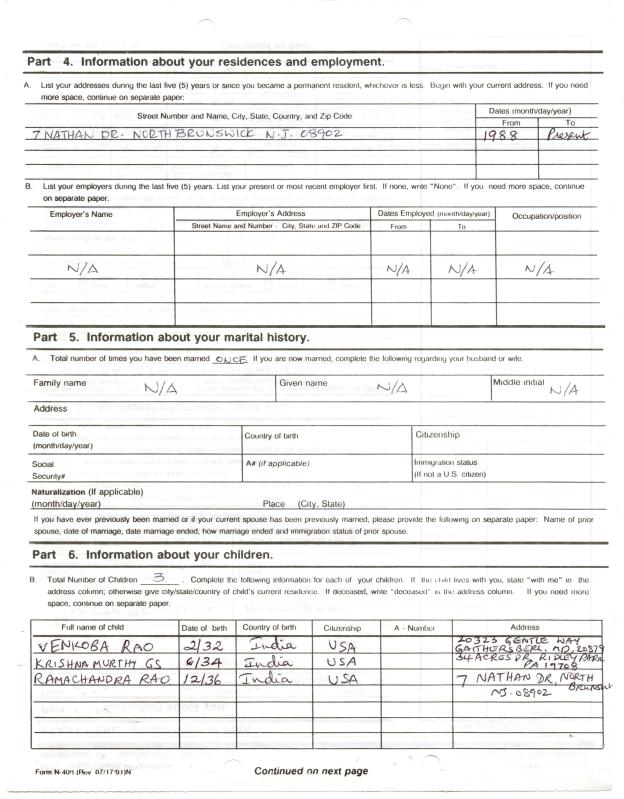 Part 4. Information about your residences and employment.
A. List your addresses during the last five (5) years or since you became a permanent resident, whichever is less. Begin with your current address. If you need
more space, continue on separate paper:
Street Number and Name, City, State, Country, and Zip Code
Dates (month/day/year)
From To
7 NATHAN DR. NORTH BRUNSWICK N.J. 08902 1988 Present
B. List your employers during the last five (5) years. List your present or most recent employer first. If none, write "None". If you need more space, continue
on separate paper.
Employer's Name Employer's Address Dates Employed (month/day/year) Occupation/position
Street Name and Number - City, State and ZIP Code From To
N/A N/A N/A N/A N/A
Part 5. Information about your marital history.
A. Total number of times you have been married ONCE. If you are now married, complete the following regarding your husband or wife.
Family name N/A Given name N/A Middle initial N/A
Address
Date of birth Country of birth Citizenship
(month/day/year)
Social A# (if applicable) Immigration status
Security# (If not a U.S. citizen)
Naturalization (If applicable)
(month/day/year) Place (City, State)
If you have ever previously been married or if your current spouse has been previously married, please provide the following on separate paper: Name of prior
spouse, date of marriage, date marriage ended, how marriage ended and immigration status of prior spouse.
Part 6. Information about your children.
B. Total Number of Children 3 . Complete the following information for each of your children. If the child lives with you, state "with me" in the
address column; otherwise give city/state/country of child's current residence. If deceased, write "deceased" in the address column. If you need more
space, continue on separate paper.
Full name of child Date of birth Country of birth Citizenship A - Number Address
VENKOBA RAO 2/32 India USA 20323 GENTLE WAY
GAITHERSBERG, MD. 20879
KRISHNA MURTHY GS 6/34 India USA 34 ACRES DR, RIDLEY PARK
PA 19708
RAMACHANDRA RAO 12/36 India USA 7 NATHAN DR, NORTH
NJ. 08902
Form N-400 (Rev 07/17/91)N Continued on next page